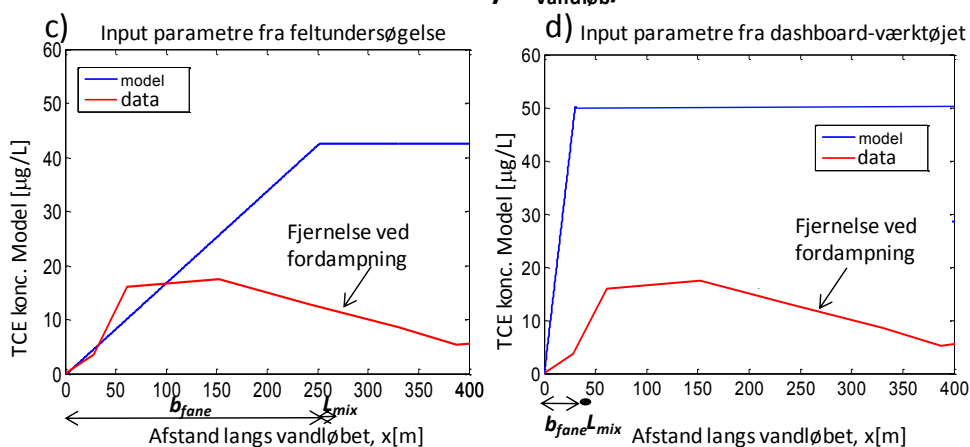 vandløb,
c) Input parametre fra feltundersøgelse
TCE konc. Model [µg/L]
60
50
40
30
20
10
0
model
data
Fjernelse ved
fordampning
0 50 100 150 200 250 300 350 400
b_fane L_mix
Afstand langs vandløbet, x[m]
d) Input parametre fra dashboard-værktøjet
TCE konc. Model [µg/L]
60
50
40
30
20
10
0
model
data
Fjernelse ved
fordampning
0 50 100 150 200 250 300 350 400
b_fane L_mix
Afstand langs vandløbet, x[m]